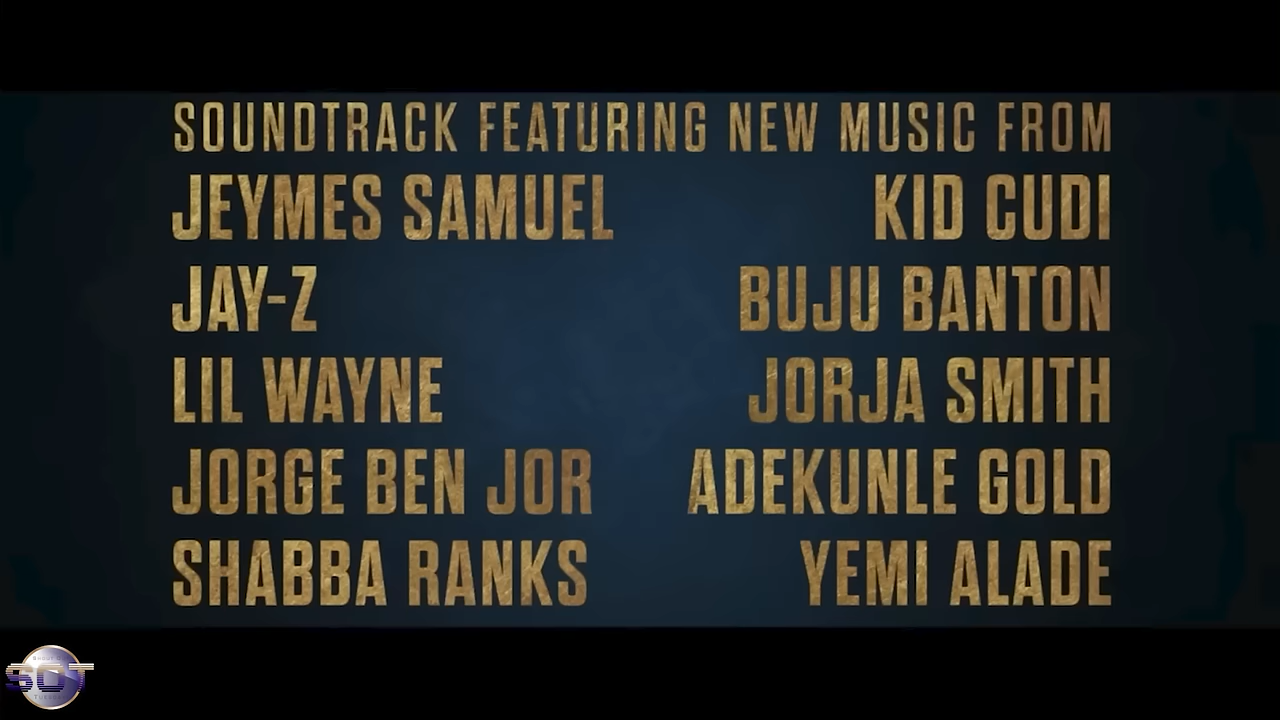 SOUNDTRACK FEATURING NEW MUSIC FROM
JEYMES SAMUEL KID CUDI
JAY-Z BUJU BANTON
LIL WAYNE JORJA SMITH
JORGE BEN JOR ADEKUNLE GOLD
SHABBA RANKS YEMI ALADE
SOT